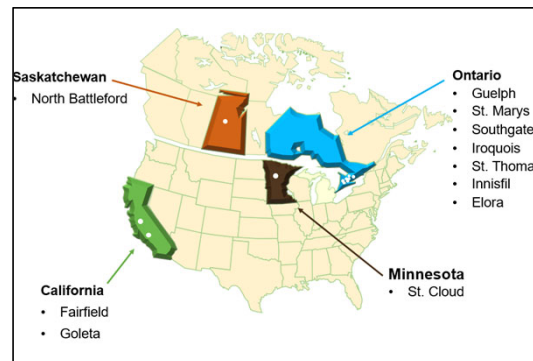 Saskatchewan
• North Battleford
Ontario
• Guelph
• St. Marys
• Southgate
• Iroquois
• St. Thoma
• Innisfil
• Elora
Minnesota
• St. Cloud
California
• Fairfield
• Goleta